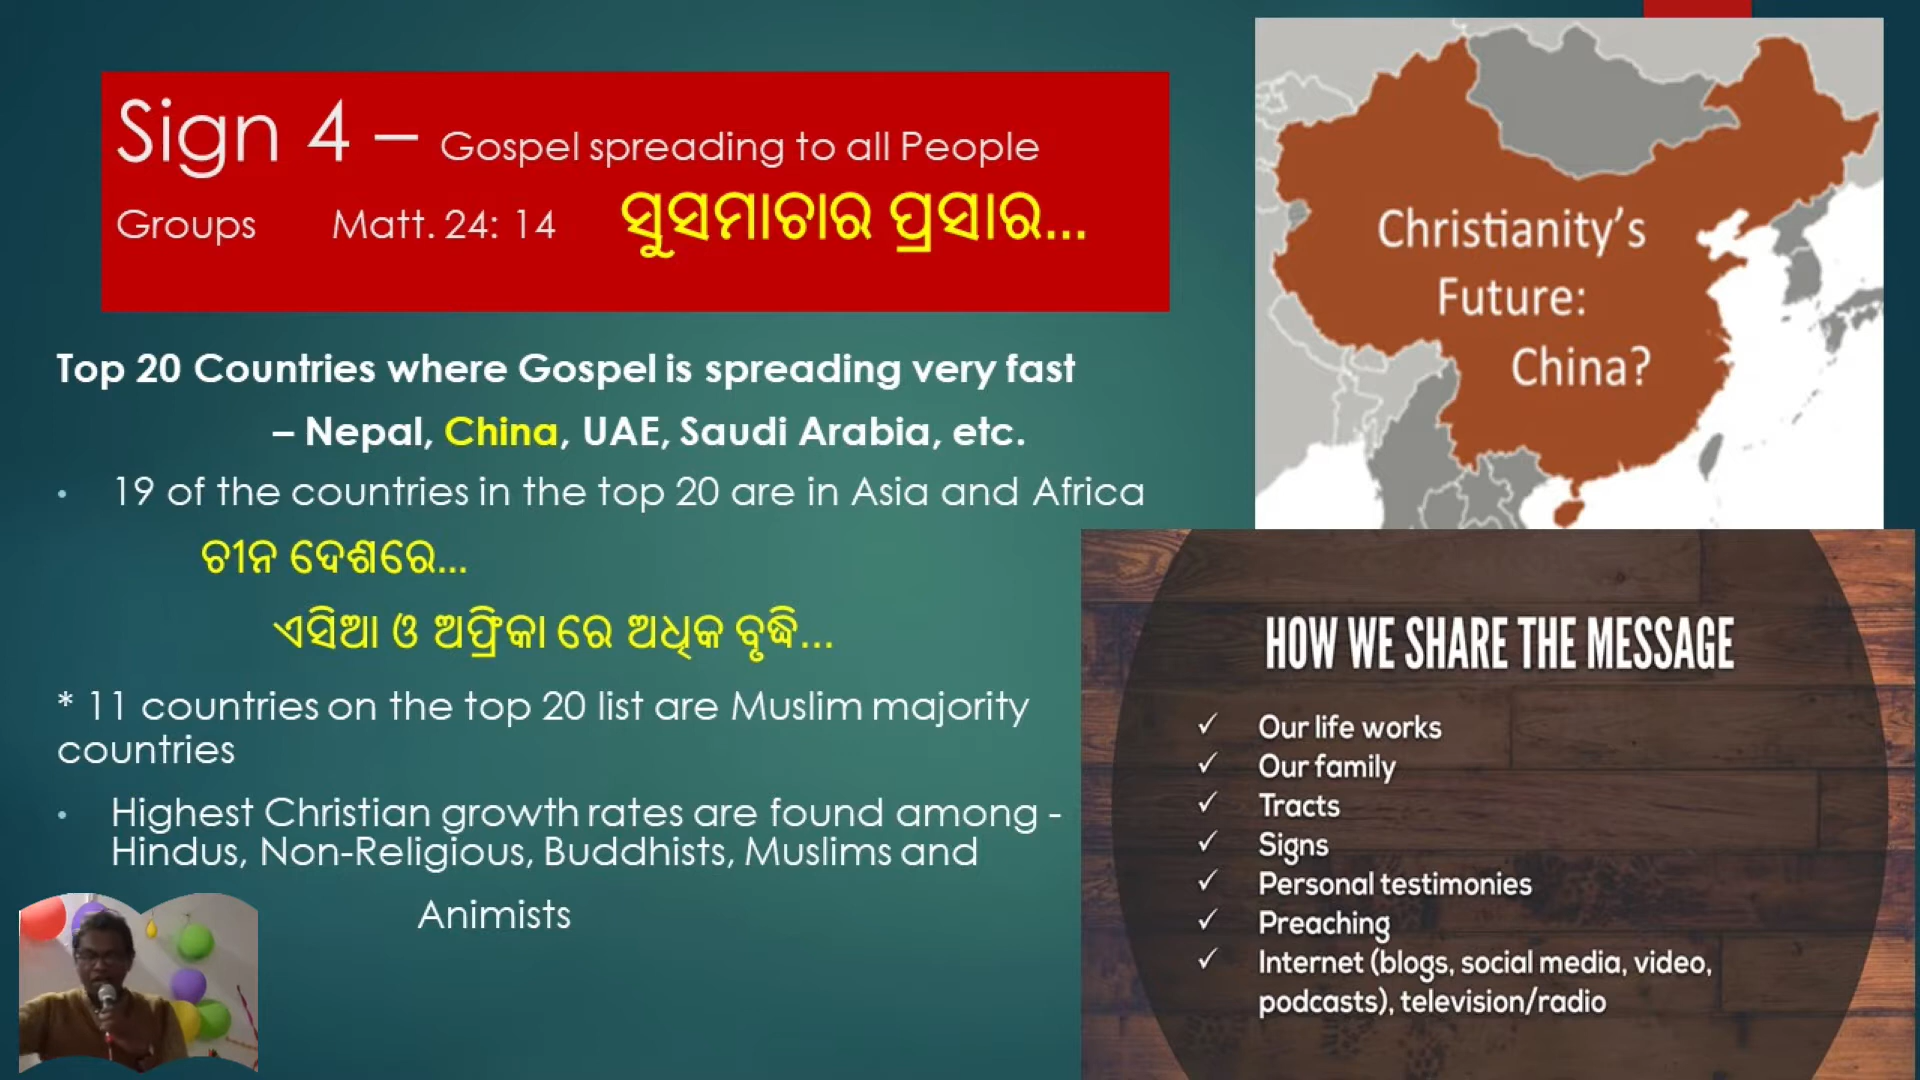 Sign 4 – Gospel spreading to all People
Groups Matt. 24: 14 ସୁସମାଚାର ପ୍ରସାର...
Top 20 Countries where Gospel is spreading very fast
– Nepal, China, UAE, Saudi Arabia, etc.
• 19 of the countries in the top 20 are in Asia and Africa
ଚୀନ ଦେଶରେ...
ଏସିଆ ଓ ଅଫ୍ରିକା ରେ ଅଧିକ ବୃଦ୍ଧି...
* 11 countries on the top 20 list are Muslim majority
countries
• Highest Christian growth rates are found among -
Hindus, Non-Religious, Buddhists, Muslims and
Animists
Christianity's
Future:
China?
HOW WE SHARE THE MESSAGE
✓ Our life works
✓ Our family
✓ Tracts
✓ Signs
✓ Personal testimonies
✓ Preaching
✓ Internet (blogs, social media, video,
podcasts), television/radio